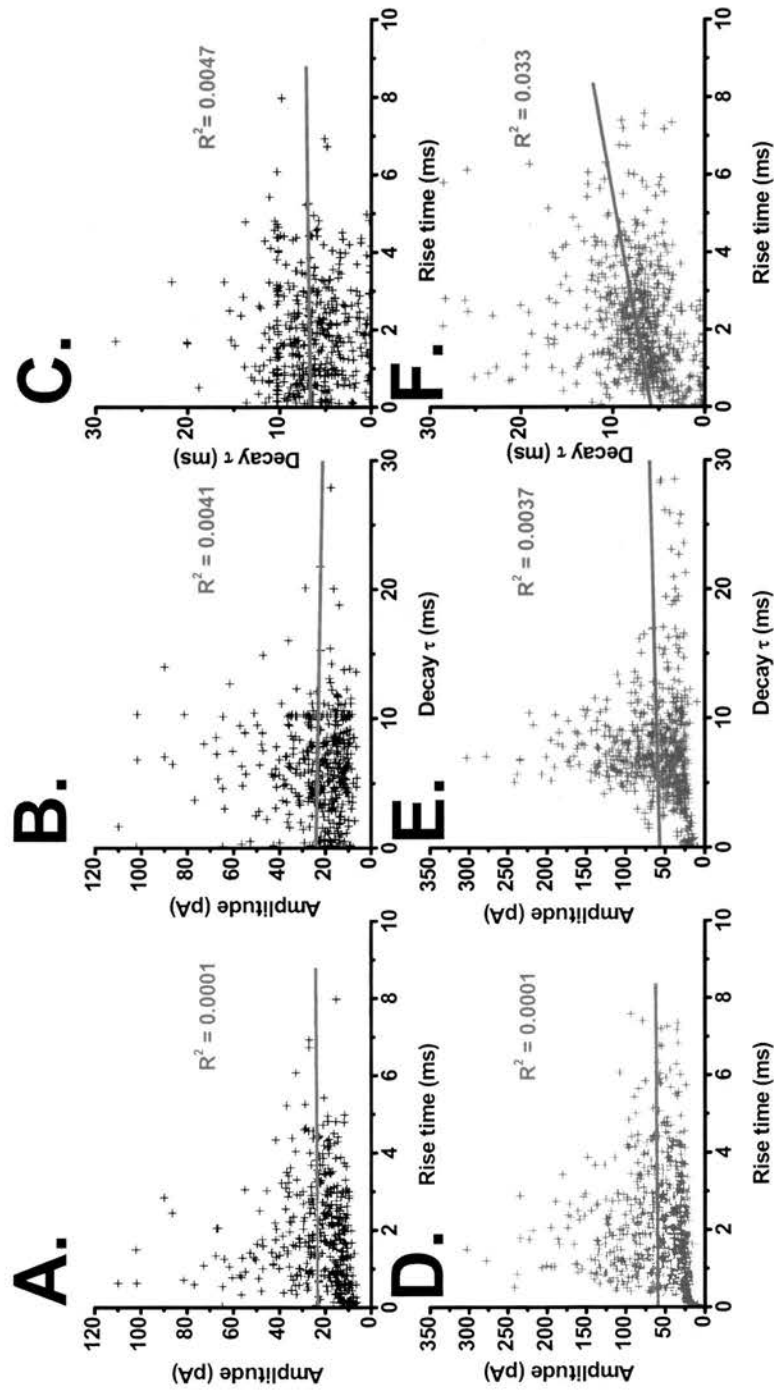 A.
Amplitude (pA)
120
100
80
60
40
20
0
R² = 0.0001
0 2 4 6 8 10
Rise time (ms)
B.
Amplitude (pA)
120
100
80
60
40
20
0
R² = 0.0041
0 10 20 30
Decay τ (ms)
C.
Decay τ (ms)
30
20
10
0
R² = 0.0047
0 2 4 6 8 10
Rise time (ms)
D.
Amplitude (pA)
350
300
250
200
150
100
50
0
R² = 0.0001
0 2 4 6 8 10
Rise time (ms)
E.
Amplitude (pA)
350
300
250
200
150
100
50
0
R² = 0.0037
0 10 20 30
Decay τ (ms)
F.
Decay τ (ms)
30
20
10
0
R² = 0.033
0 2 4 6 8 10
Rise time (ms)